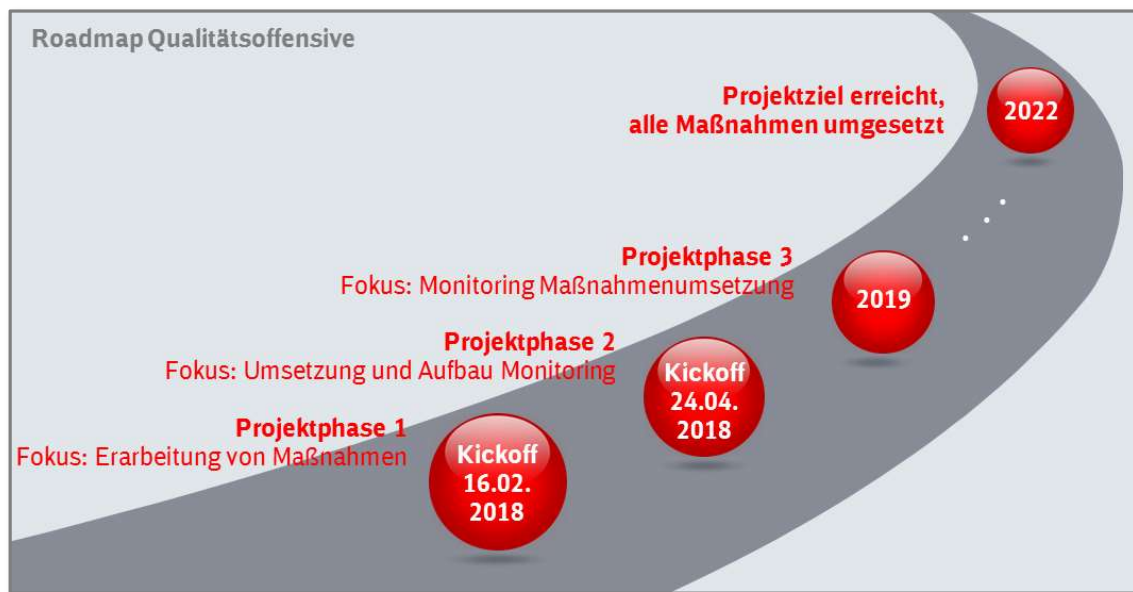 Roadmap Qualitätsoffensive
Projektziel erreicht,
alle Maßnahmen umgesetzt
2022
Projektphase 3
Fokus: Monitoring Maßnahmenumsetzung
2019
Projektphase 2
Fokus: Umsetzung und Aufbau Monitoring
Kickoff
24.04.
2018
Projektphase 1
Fokus: Erarbeitung von Maßnahmen
Kickoff
16.02.
2018